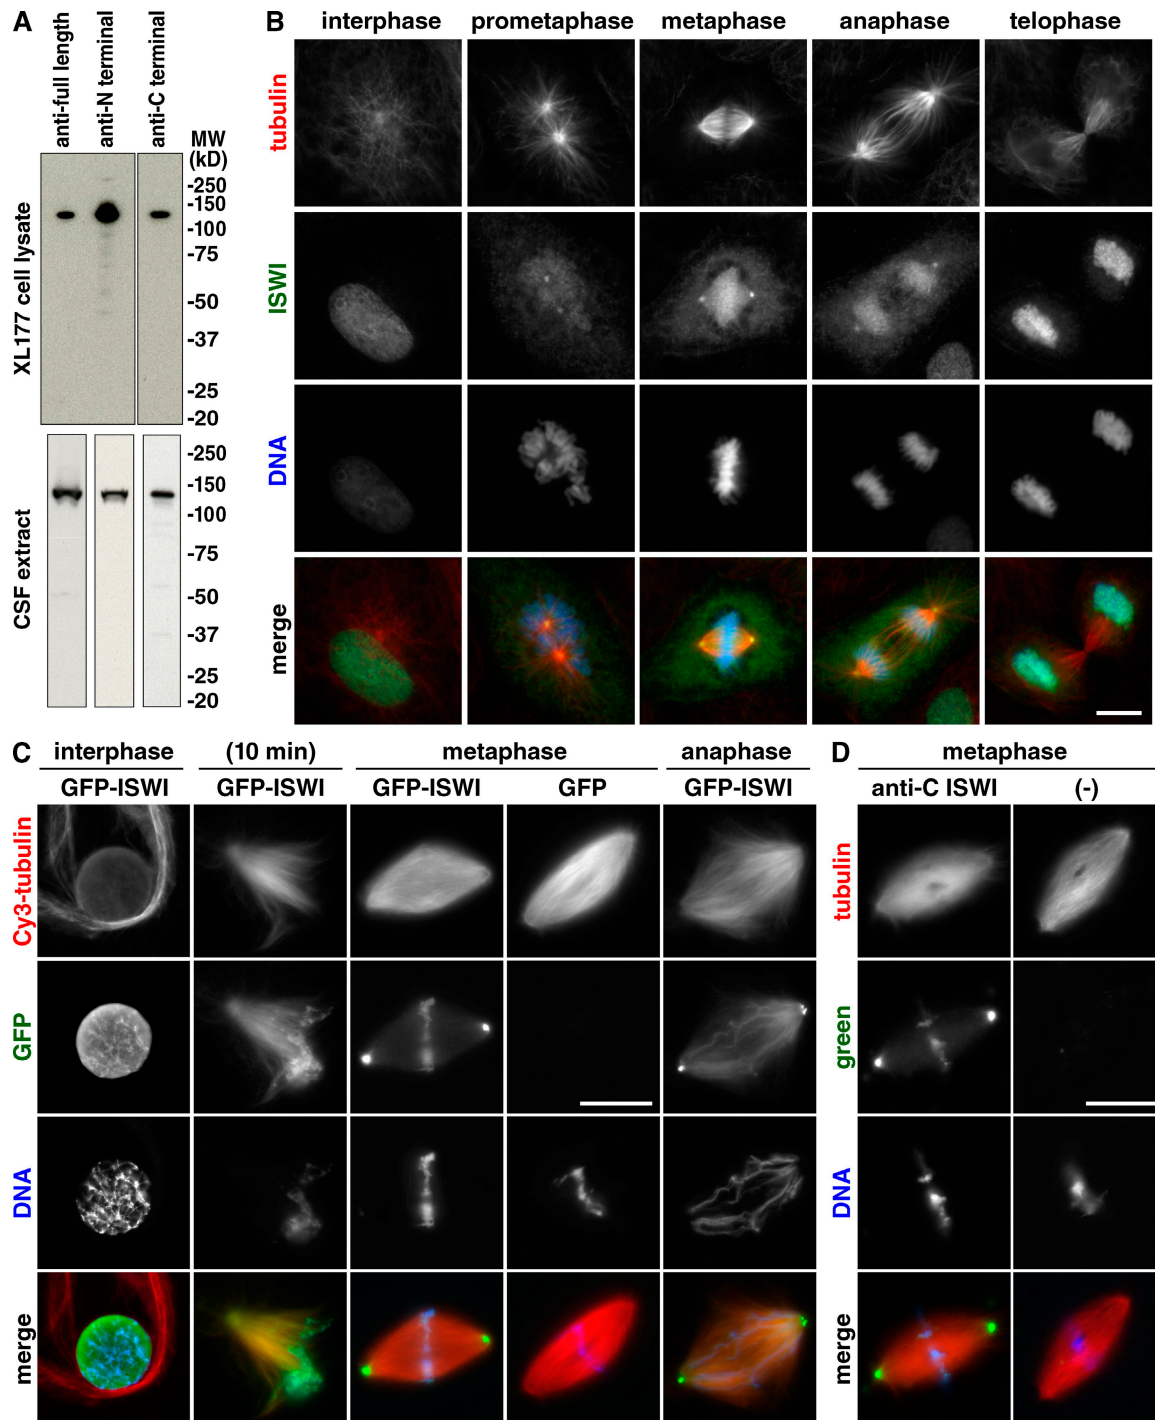 A
anti-full length
anti-N terminal
anti-C terminal
MW
(kD)
XL177 cell lysate
-250
-150
-100
-75
-50
-37
-25
-20
CSF extract
-250
-150
-100
-75
-50
-37
-25
-20
B
interphase prometaphase metaphase anaphase telophase
tubulin
ISWI
DNA
merge
C
interphase (10 min) metaphase anaphase
GFP-ISWI GFP-ISWI GFP-ISWI GFP GFP-ISWI
Cy3-tubulin
GFP
DNA
merge
D
metaphase
anti-C ISWI (-)
tubulin
green
DNA
merge